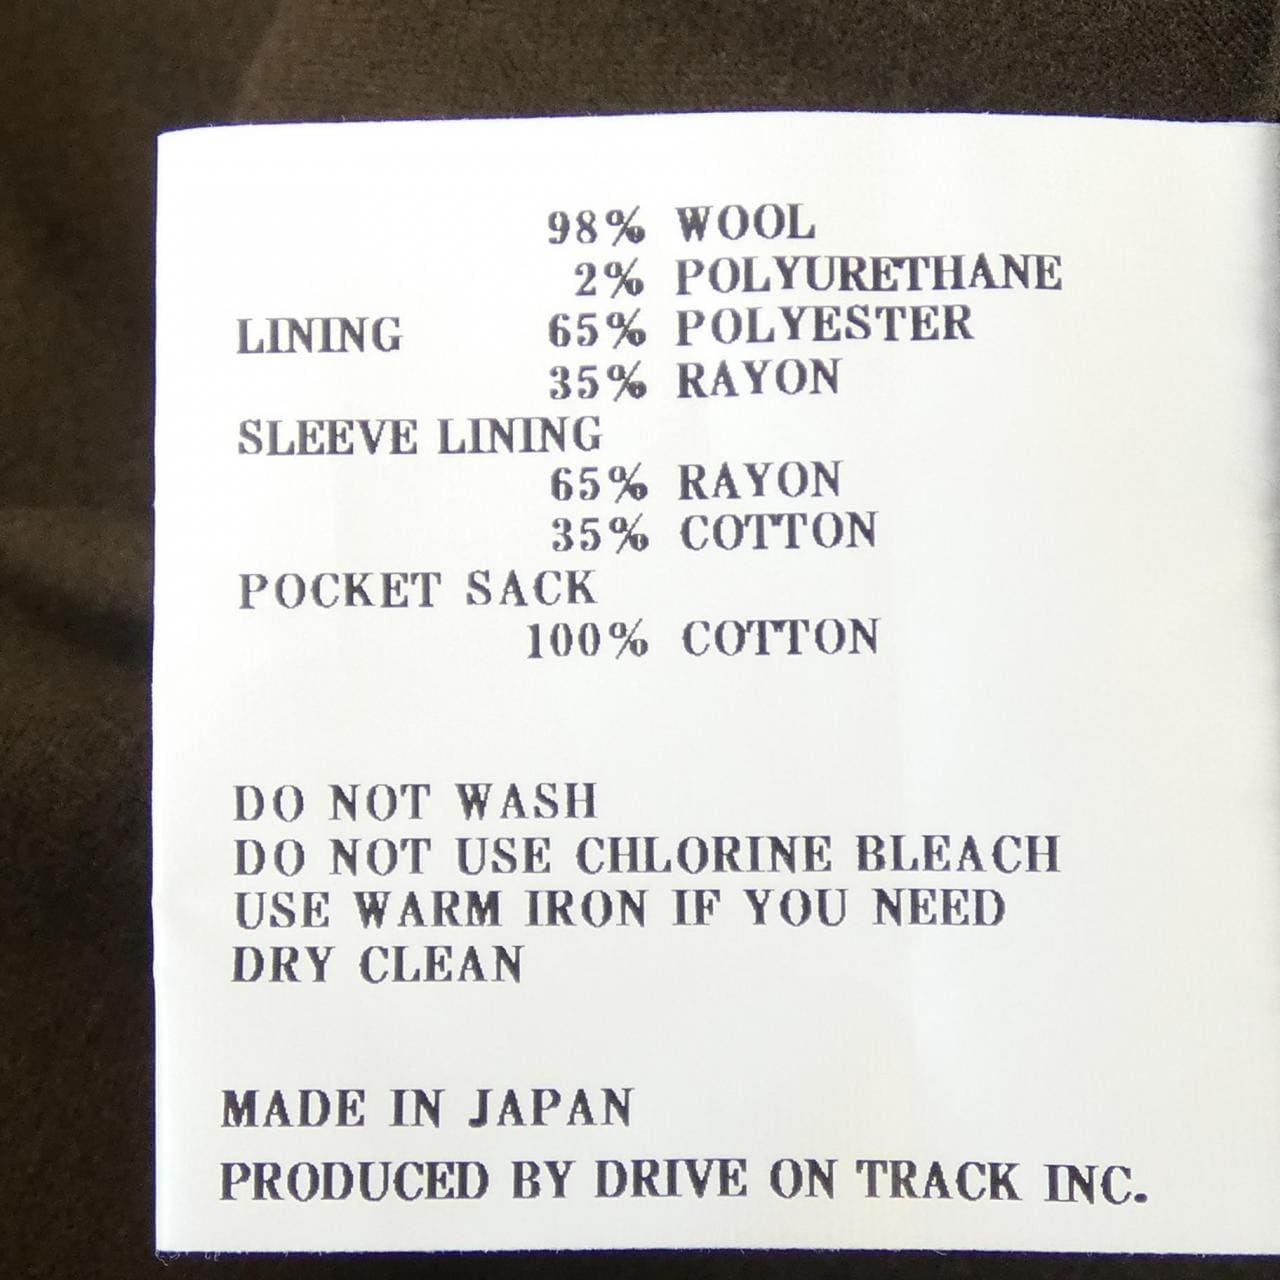 98% WOOL
2% POLYURETHANE
LINING 65% POLYESTER
35% RAYON
SLEEVE LINING
65% RAYON
35% COTTON
POCKET SACK
100% COTTON
DO NOT WASH
DO NOT USE CHLORINE BLEACH
USE WARM IRON IF YOU NEED
DRY CLEAN
MADE IN JAPAN
PRODUCED BY DRIVE ON TRACK INC.